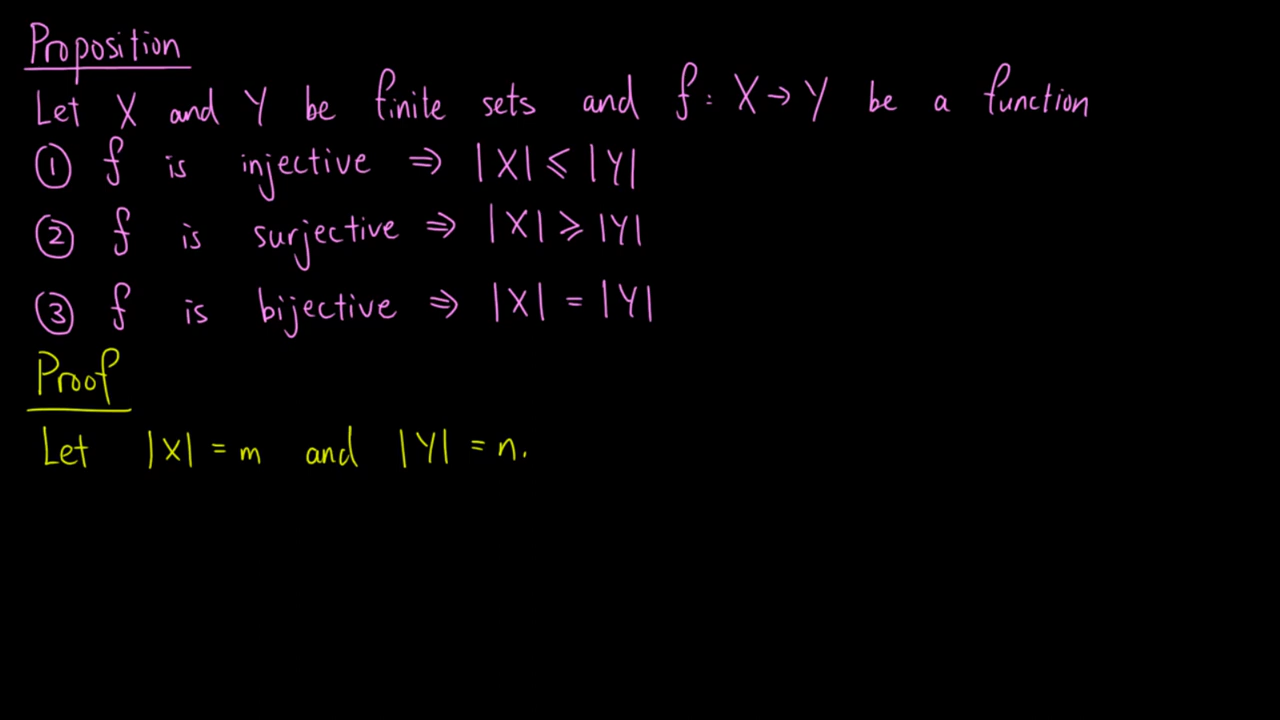 Proposition
Let X and Y be finite sets and f: X → Y be a function
① f is injective ⇒ |X| ⩽ |Y|
② f is surjective ⇒ |X| ⩾ |Y|
③ f is bijective ⇒ |X| = |Y|
Proof
Let |X| = m and |Y| = n.